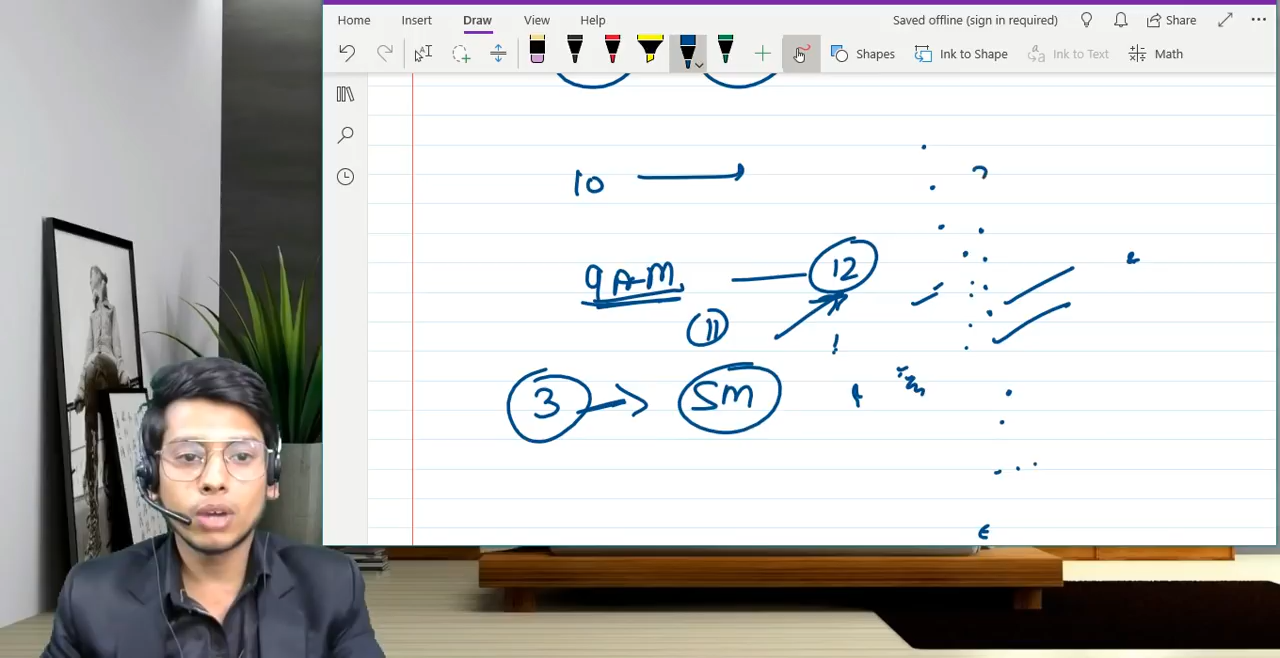 Home Insert Draw View Help Saved offline (sign in required) Share
Ink to Shape Ink to Text Math Shapes
10
9 A-M 12
11
3 5M